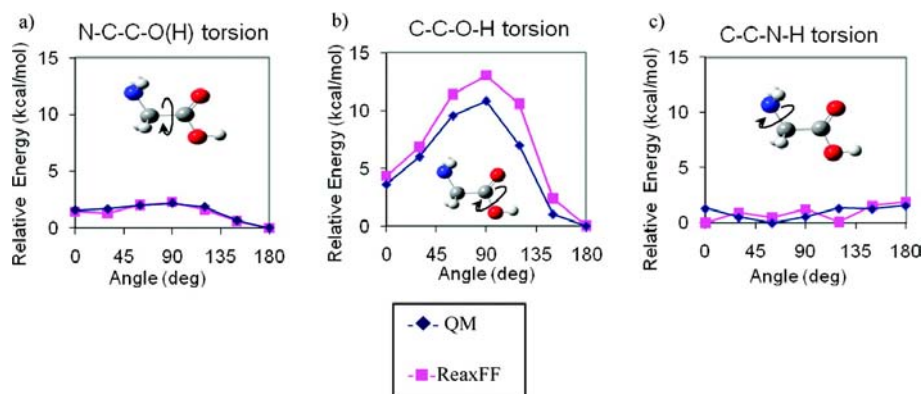 a)
N-C-C-O(H) torsion
Relative Energy (kcal/mol)
15
10
5
0
0 45 90 135 180
Angle (deg)
b)
C-C-O-H torsion
Relative Energy (kcal/mol)
15
10
5
0
0 45 90 135 180
Angle (deg)
c)
C-C-N-H torsion
Relative Energy (kcal/mol)
15
10
5
0
0 45 90 135 180
Angle (deg)
QM
ReaxFF